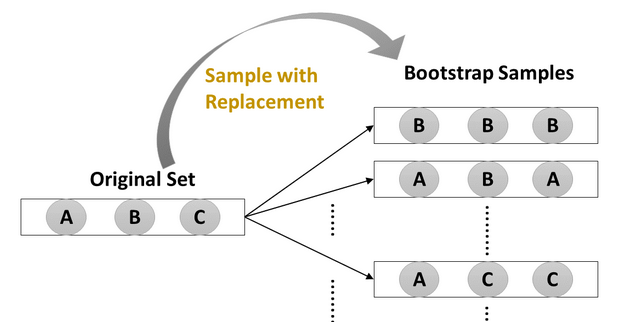 Sample with
Replacement
Bootstrap Samples
B B B
Original Set
A B A
A B C
A C C